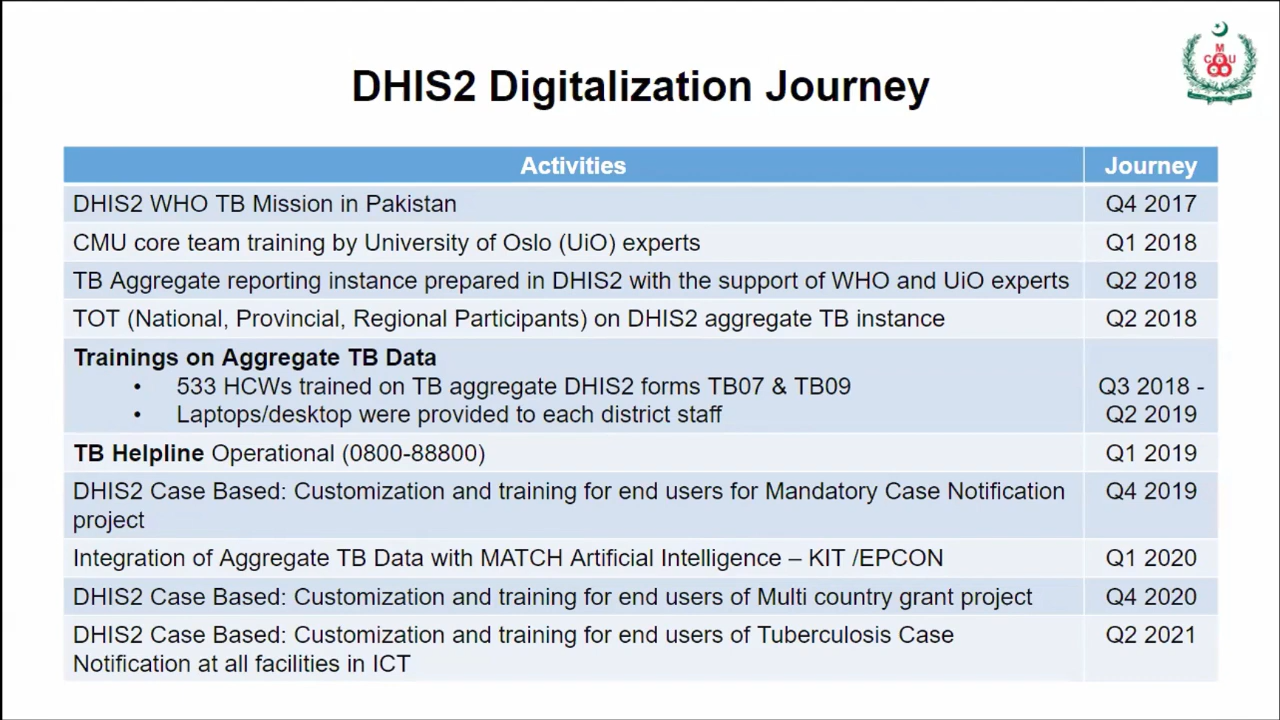 DHIS2 Digitalization Journey
C M U
Activities Journey
DHIS2 WHO TB Mission in Pakistan Q4 2017
CMU core team training by University of Oslo (UiO) experts Q1 2018
TB Aggregate reporting instance prepared in DHIS2 with the support of WHO and UiO experts Q2 2018
TOT (National, Provincial, Regional Participants) on DHIS2 aggregate TB instance Q2 2018
Trainings on Aggregate TB Data
• 533 HCWs trained on TB aggregate DHIS2 forms TB07 & TB09 Q3 2018 -
• Laptops/desktop were provided to each district staff Q2 2019
TB Helpline Operational (0800-88800) Q1 2019
DHIS2 Case Based: Customization and training for end users for Mandatory Case Notification Q4 2019
project
Integration of Aggregate TB Data with MATCH Artificial Intelligence – KIT /EPCON Q1 2020
DHIS2 Case Based: Customization and training for end users of Multi country grant project Q4 2020
DHIS2 Case Based: Customization and training for end users of Tuberculosis Case Q2 2021
Notification at all facilities in ICT